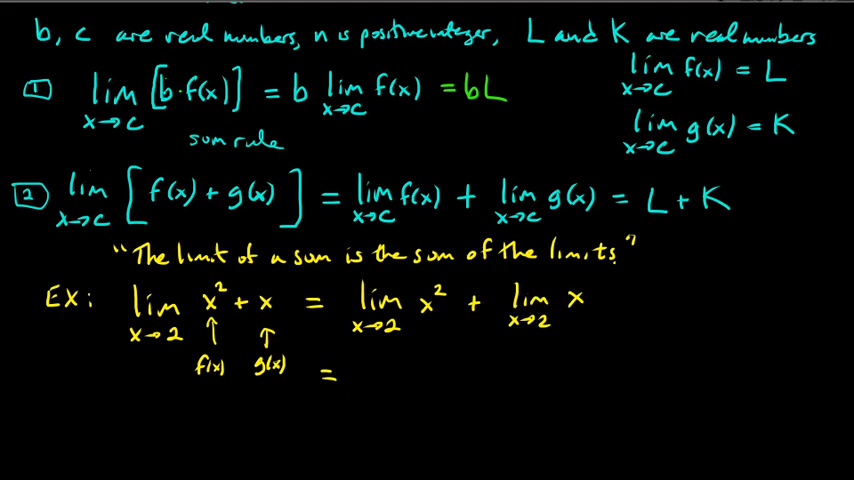 b, c are real numbers, n is positive integer, L and K are real numbers
lim x→c f(x) = L
1 lim x→c [b·f(x)] = b lim x→c f(x) = bL
lim x→c g(x) = K
sum rule
2 lim x→c [f(x) + g(x)] = lim x→c f(x) + lim x→c g(x) = L + K
"The limit of a sum is the sum of the limits."
EX: lim x→2 x² + x = lim x→2 x² + lim x→2 x
↑ ↑
f(x) g(x) =